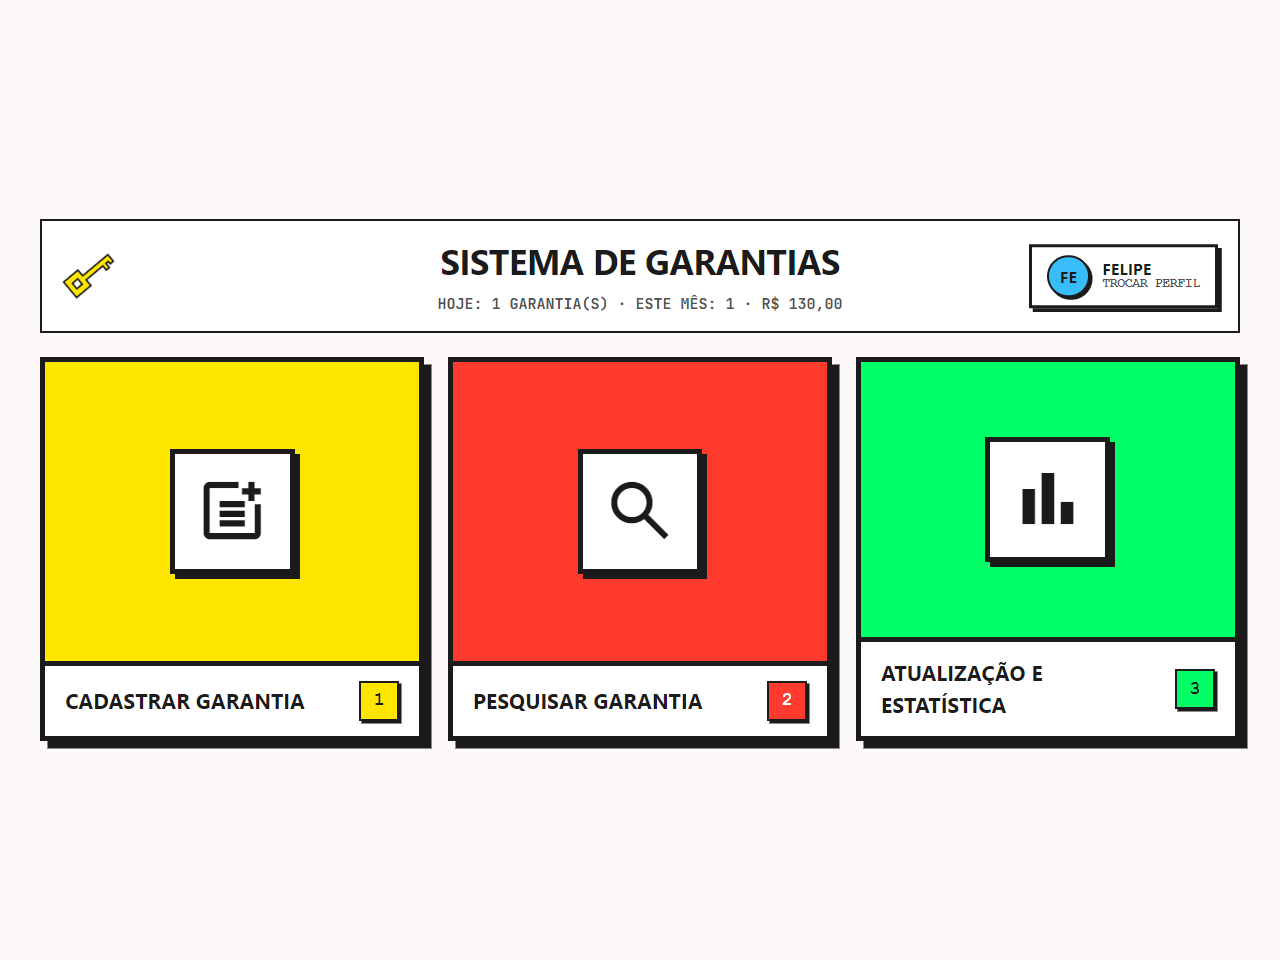 SISTEMA DE GARANTIAS
HOJE: 1 GARANTIA(S) · ESTE MÊS: 1 · R$ 130,00
FE
FELIPE
TROCAR PERFIL
CADASTRAR GARANTIA
1
PESQUISAR GARANTIA
2
ATUALIZAÇÃO E
ESTATÍSTICA
3